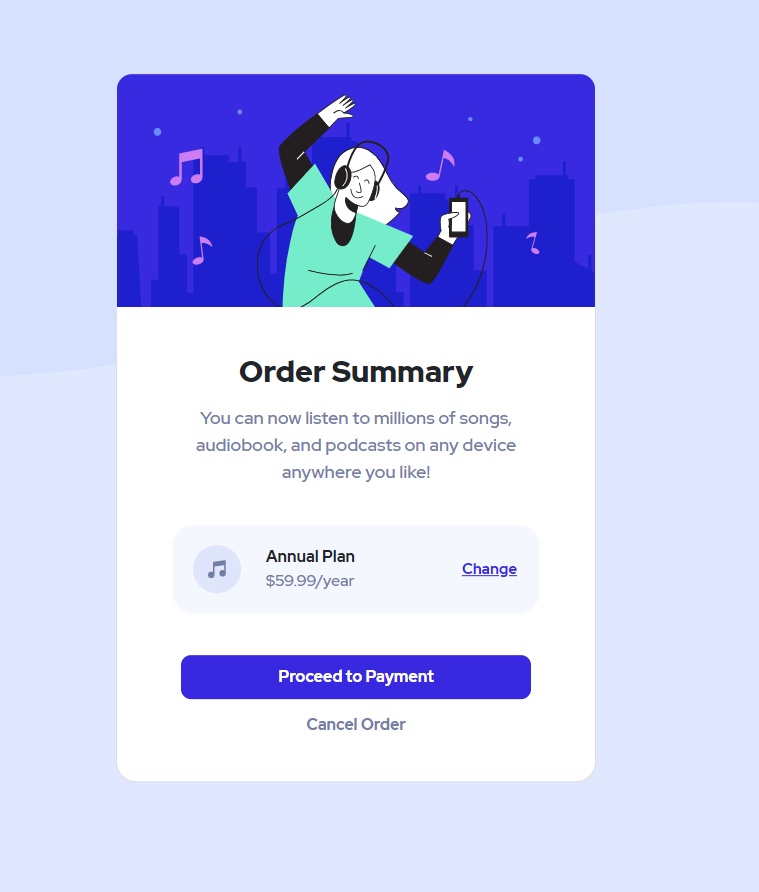 Order Summary
You can now listen to millions of songs,
audiobook, and podcasts on any device
anywhere you like!
Annual Plan
$59.99/year
Change
Proceed to Payment
Cancel Order